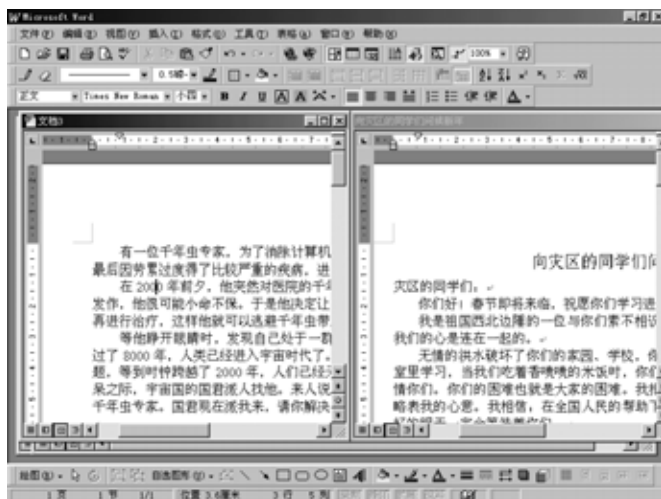 Microsoft Word
文件(F) 编辑(E) 视图(V) 插入(I) 格式(O) 工具(T) 表格(A) 窗口(W) 帮助(H)
100%
0.5磅
正文 Times New Roman 小四 B I U A A
文档3
有一位千年虫专家，为了消除计算机
最后因劳累过度得了比较严重的疾病，进
在 2000 年前夕，他突然对医院的千年
发作，他很可能小命不保，于是他决定让
再进行治疗，这样他就可以逃避千年虫带
等他睁开眼睛时，发现自己处于一群
过了 8000 年，人类已经进入宇宙时代了。
题，等到时钟跨越了 2000 年，人们已经
呆之际，宇宙国的国君派人找他。来人说
千年虫专家，国君现在派我来，请你解决
向灾区的同学们问
灾区的同学们：
你们好！春节即将来临，祝愿你们学习进
我是祖国西北边陲的一位与你们素不相识
我们的心是连在一起的。
无情的洪水破坏了你们的家园、学校，你
堂里学习，当我们吃着香喷喷的米饭时，你们
情你们，你们的困难也就是大家的困难，我
略表我的心意。我相信，在全国人民的帮助下
绘图(D) 自选图形(U)
1 页 1 节 1/1 位置 3.6厘米 3 行 5 列